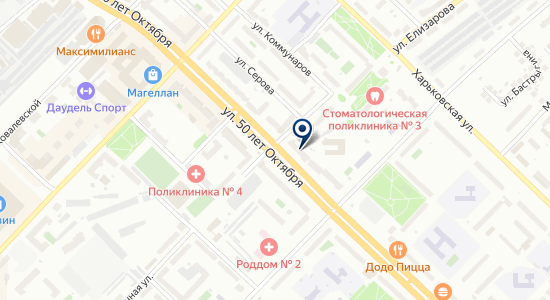 50 лет Октября
Максимилианс
ул. Коммунаров
ул. Елизарова
ул. Серова
Харьковская ул.
ул. Бастры
Магеллан
Даудель Спорт
ул. 50 лет Октября
Стоматологическая
поликлиника № 3
Поликлиника № 4
Роддом № 2
Додо Пицца